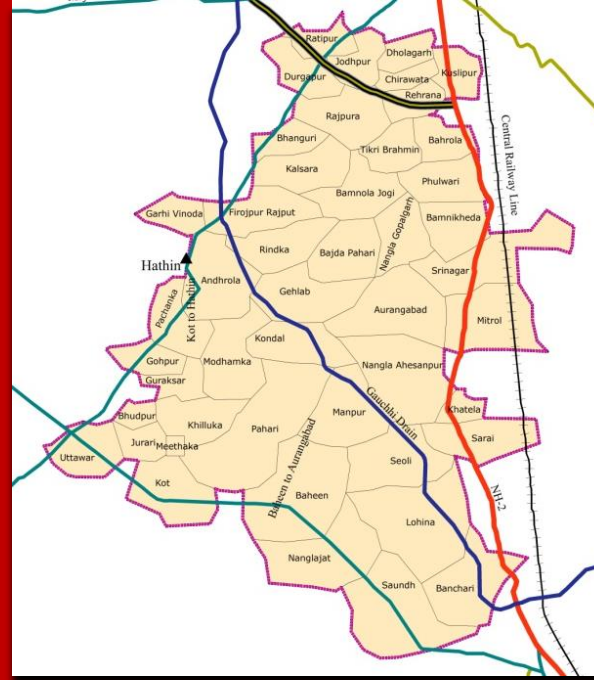 Ratipur
Dholagarh
Jodhpur
Kuslipur
Durgapur
Chirawata
Rehrana
Rajpura
Bhanguri
Bahrola
Tikri Brahmin
Kalsara
Central Railway Line
Phulwari
Bamnola Jogi
Garhi Vinoda
Firojpur Rajput
Bamnikheda
Nangla Gopalgarh
Rindka
Bajda Pahari
Hathin
Srinagar
Andhrola
Gehlab
Pachanka
Kot to Hathin
Aurangabad
Mitrol
Kondal
Gohpur
Modhamka
Nangla Ahesanpur
Guraksar
Gauchhi Drain
Bhudpur
Manpur
Khatela
Khilluka
Pahari
Sarai
Jurari
Meethaka
Uttawar
Seoli
Baheen to Aurangabad
Kot
Baheen
NH-2
Lohina
Nanglajat
Saundh
Banchari